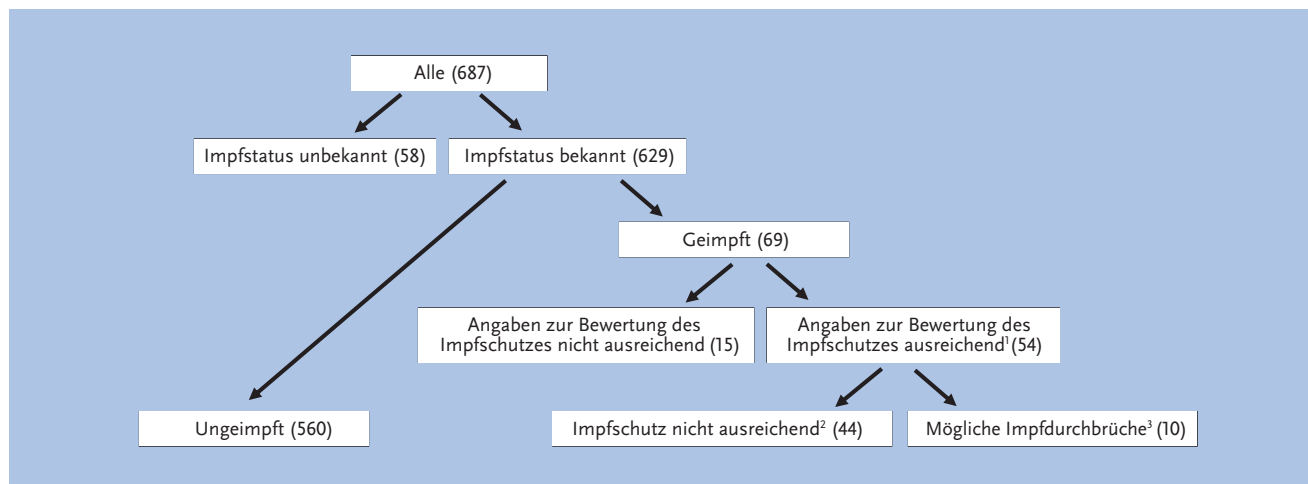 Alle (687)
Impfstatus unbekannt (58)
Impfstatus bekannt (629)
Geimpft (69)
Angaben zur Bewertung des
Impfschutzes nicht ausreichend (15)
Angaben zur Bewertung des
Impfschutzes ausreichend¹ (54)
Ungeimpft (560)
Impfschutz nicht ausreichend² (44)
Mögliche Impfdurchbrüche³ (10)